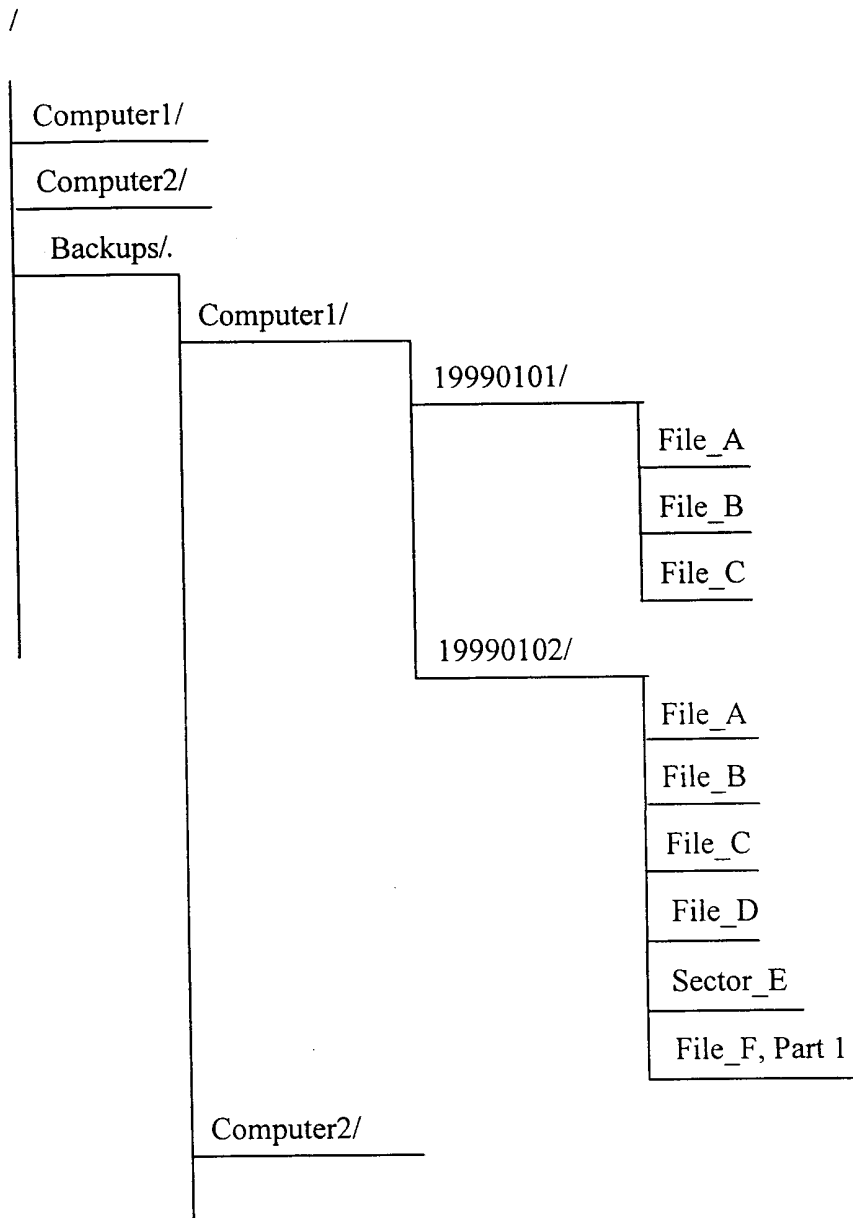 /
Computer1/
Computer2/
Backups/.
Computer1/
19990101/
File_A
File_B
File_C
19990102/
File_A
File_B
File_C
File_D
Sector_E
File_F, Part 1
Computer2/